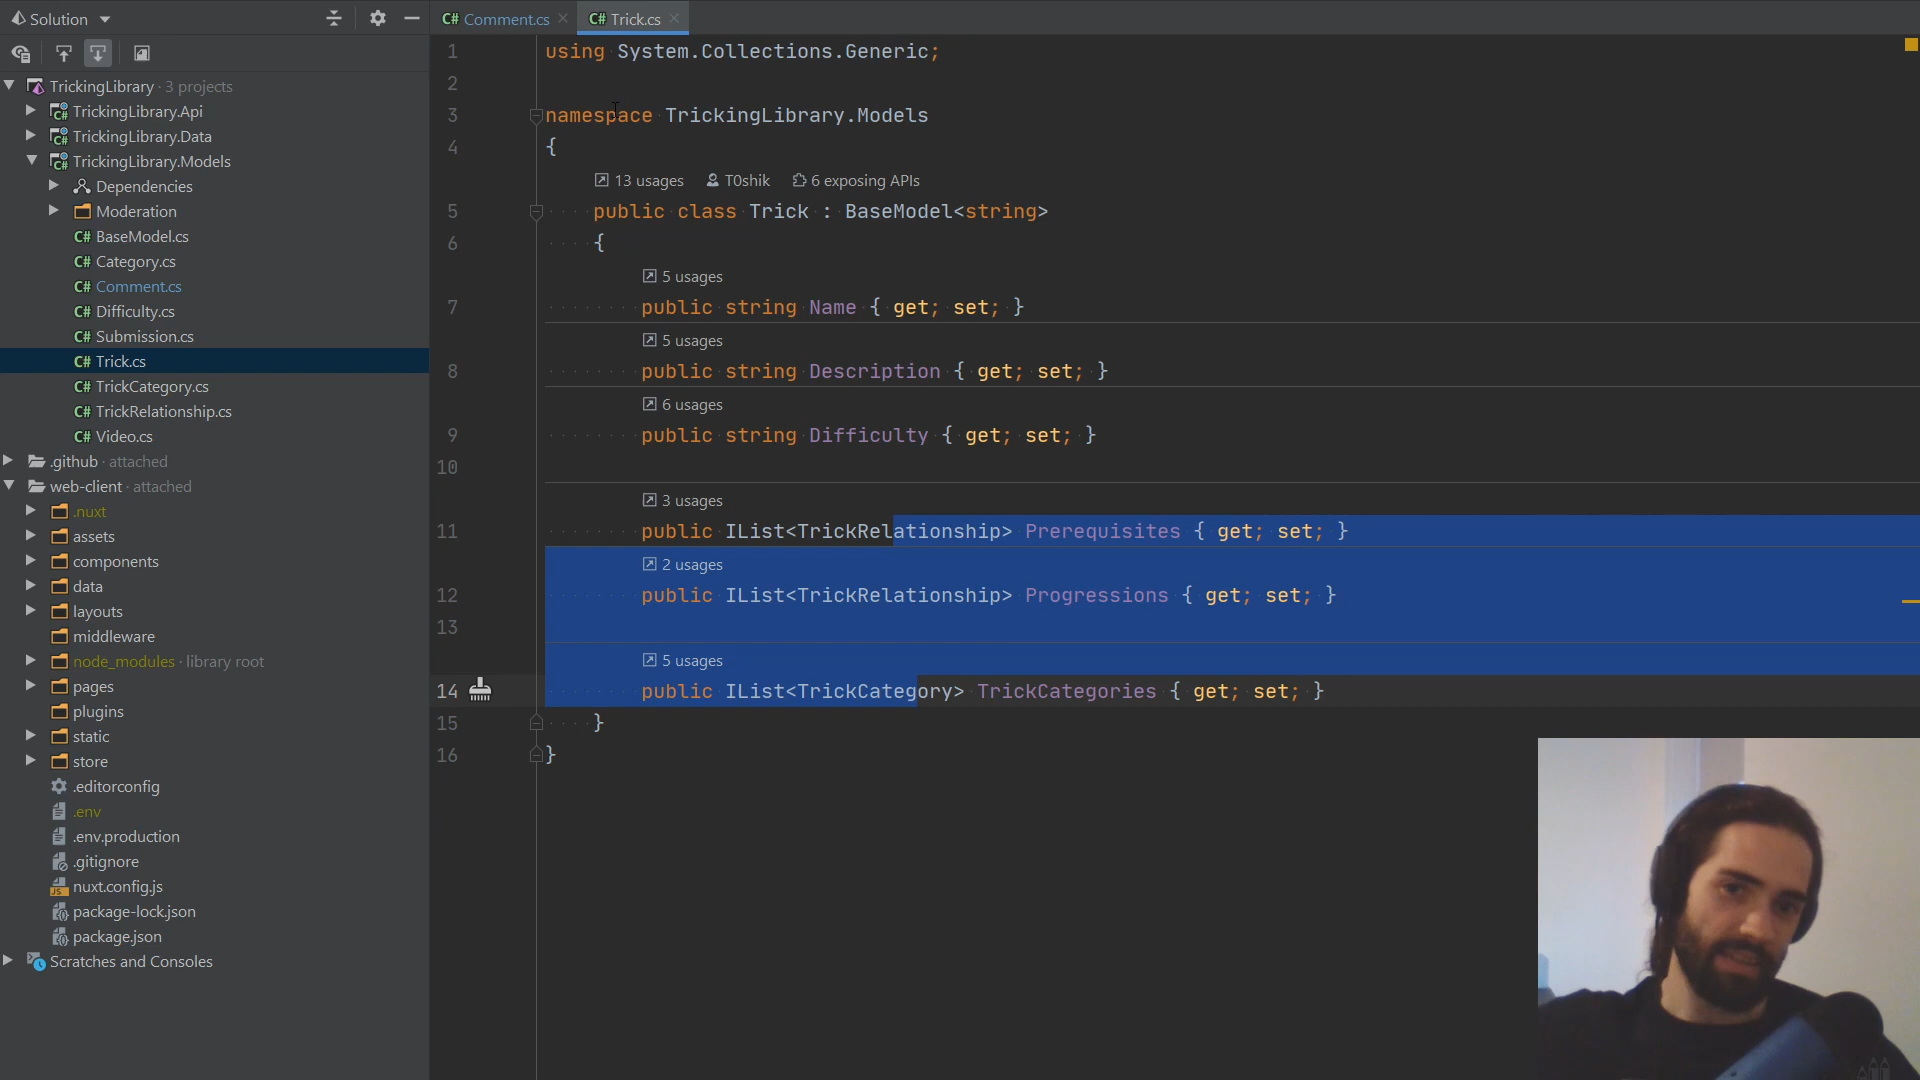 Solution
TrickingLibrary · 3 projects
TrickingLibrary.Api
TrickingLibrary.Data
TrickingLibrary.Models
Dependencies
Moderation
C# BaseModel.cs
C# Category.cs
C# Comment.cs
C# Difficulty.cs
C# Submission.cs
C# Trick.cs
C# TrickCategory.cs
C# TrickRelationship.cs
C# Video.cs
.github · attached
web-client · attached
.nuxt
assets
components
data
layouts
middleware
node_modules · library root
pages
plugins
static
store
.editorconfig
.env
.env.production
.gitignore
nuxt.config.js
package-lock.json
package.json
Scratches and Consoles
C# Comment.cs
C# Trick.cs
1 using System.Collections.Generic;
2
3 namespace TrickingLibrary.Models
4 {
13 usages T0shik 6 exposing APIs
5 public class Trick : BaseModel<string>
6 {
5 usages
7 public string Name { get; set; }
5 usages
8 public string Description { get; set; }
6 usages
9 public string Difficulty { get; set; }
10
3 usages
11 public IList<TrickRelationship> Prerequisites { get; set; }
2 usages
12 public IList<TrickRelationship> Progressions { get; set; }
13
5 usages
14 public IList<TrickCategory> TrickCategories { get; set; }
15 }
16 }